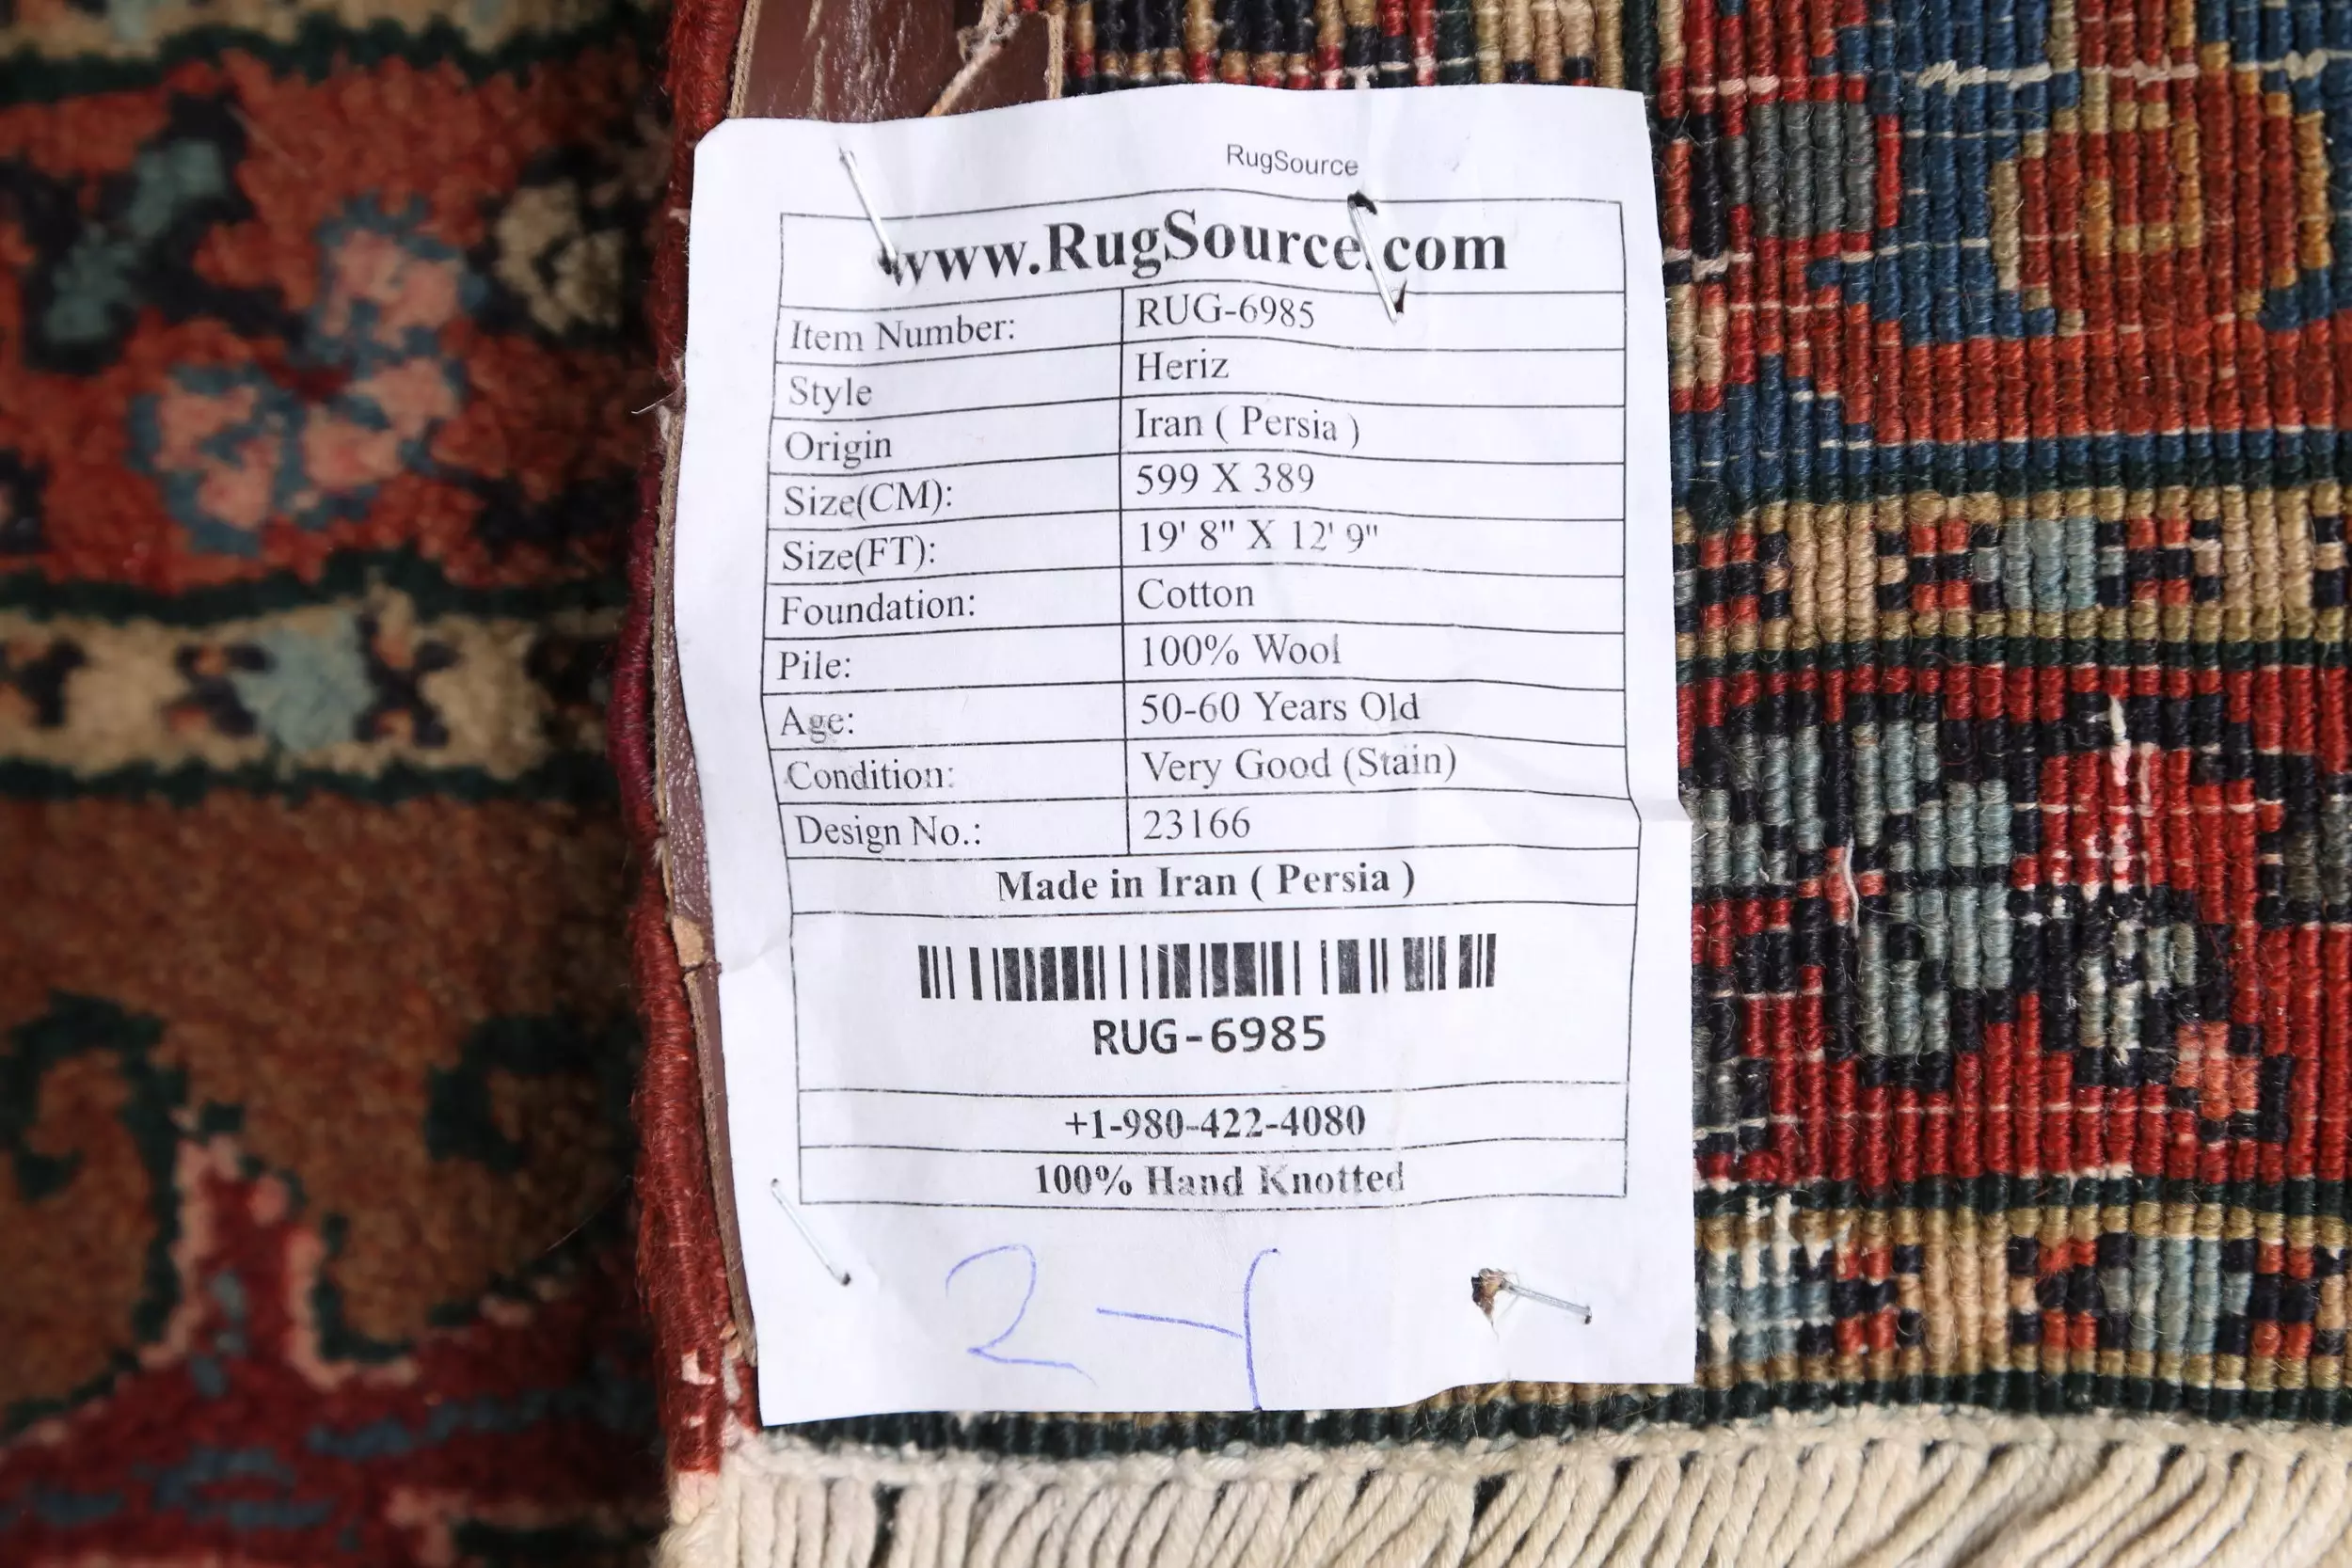 RugSource
www.RugSource.com
Item Number: RUG-6985
Style Heriz
Origin Iran ( Persia )
Size(CM): 599 X 389
Size(FT): 19' 8" X 12' 9"
Foundation: Cotton
Pile: 100% Wool
Age: 50-60 Years Old
Condition: Very Good (Stain)
Design No.: 23166
Made in Iran ( Persia )
RUG-6985
+1-980-422-4080
100% Hand Knotted